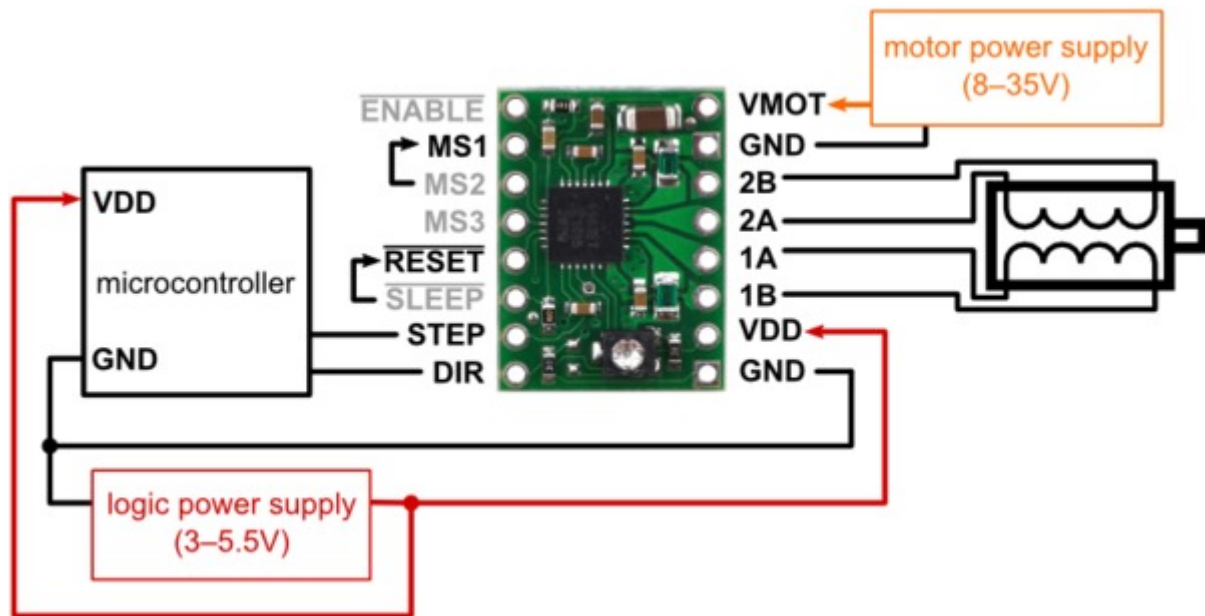 motor power supply
(8–35V)
ENABLE
VMOT
MS1
GND
MS2
2B
VDD
MS3
2A
microcontroller
RESET
1A
SLEEP
1B
STEP
VDD
GND
DIR
GND
logic power supply
(3–5.5V)